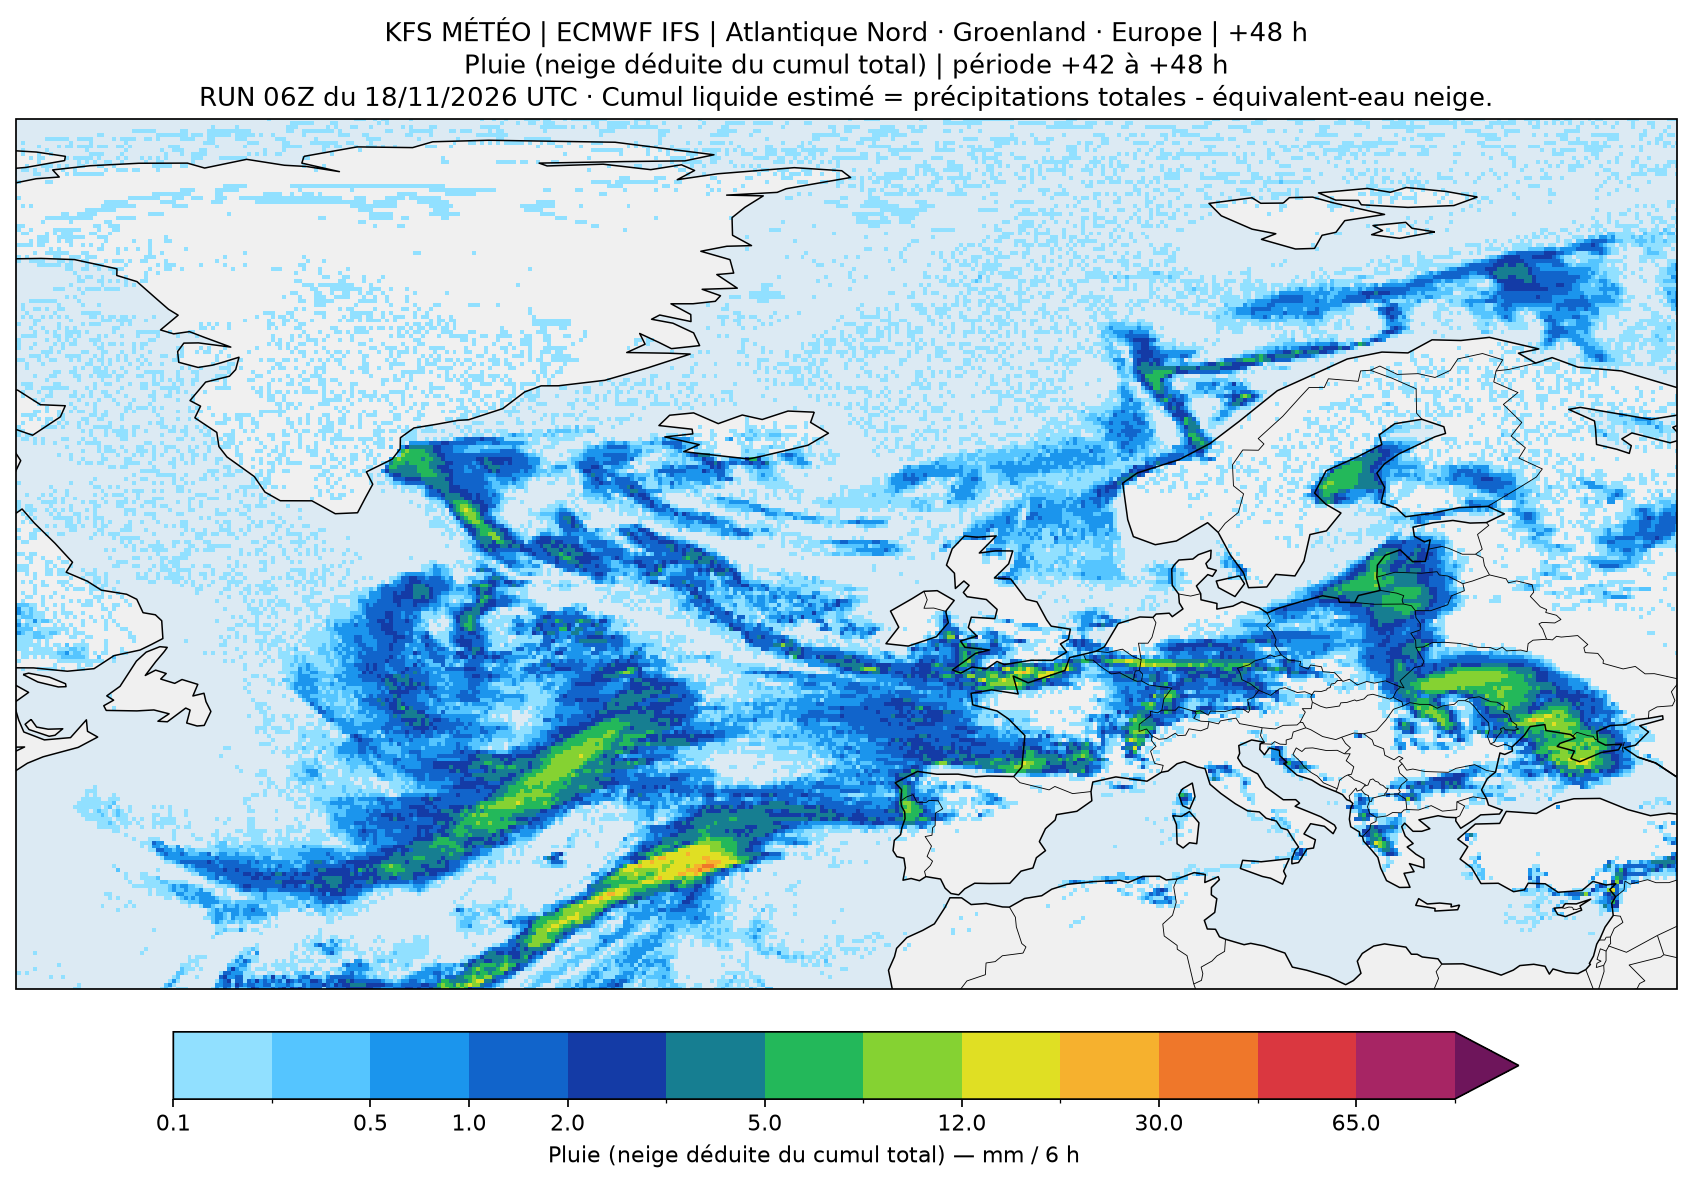 KFS MÉTÉO | ECMWF IFS | Atlantique Nord · Groenland · Europe | +48 h
Pluie (neige déduite du cumul total) | période +42 à +48 h
RUN 06Z du 18/11/2026 UTC · Cumul liquide estimé = précipitations totales - équivalent-eau neige.
0.1 0.5 1.0 2.0 5.0 12.0 30.0 65.0
Pluie (neige déduite du cumul total) — mm / 6 h